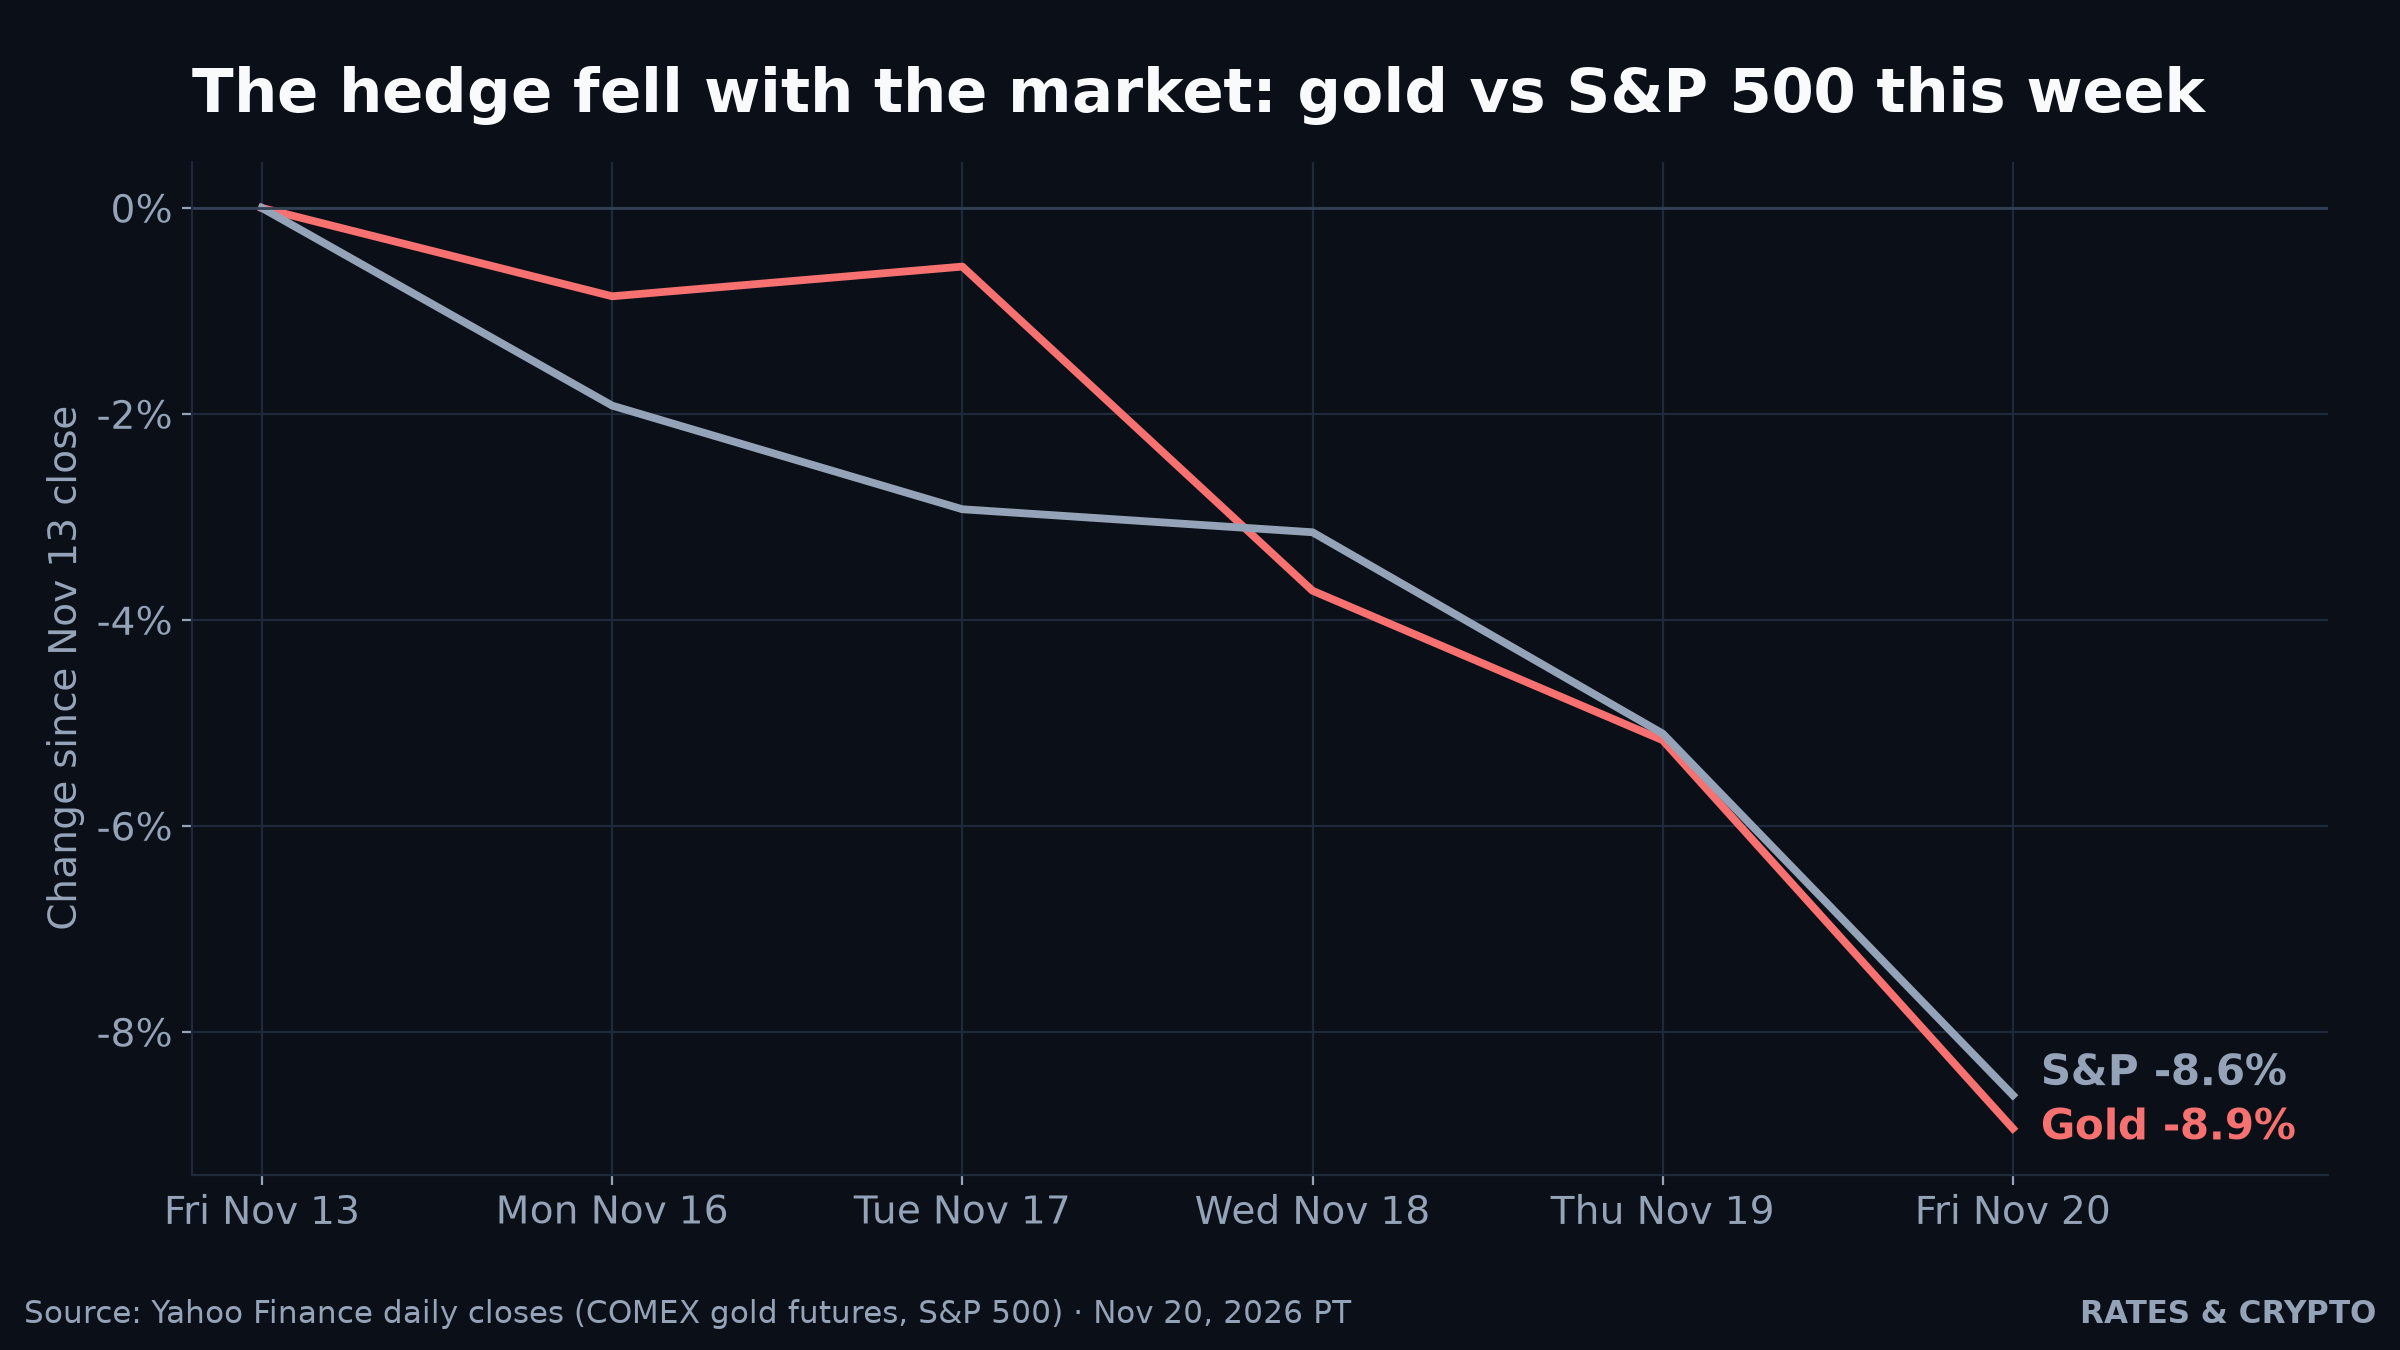 The hedge fell with the market: gold vs S&P 500 this week
Change since Nov 13 close
0%
-2%
-4%
-6%
-8%
S&P -8.6%
Gold -8.9%
Fri Nov 13
Mon Nov 16
Tue Nov 17
Wed Nov 18
Thu Nov 19
Fri Nov 20
Source: Yahoo Finance daily closes (COMEX gold futures, S&P 500) · Nov 20, 2026 PT
RATES & CRYPTO